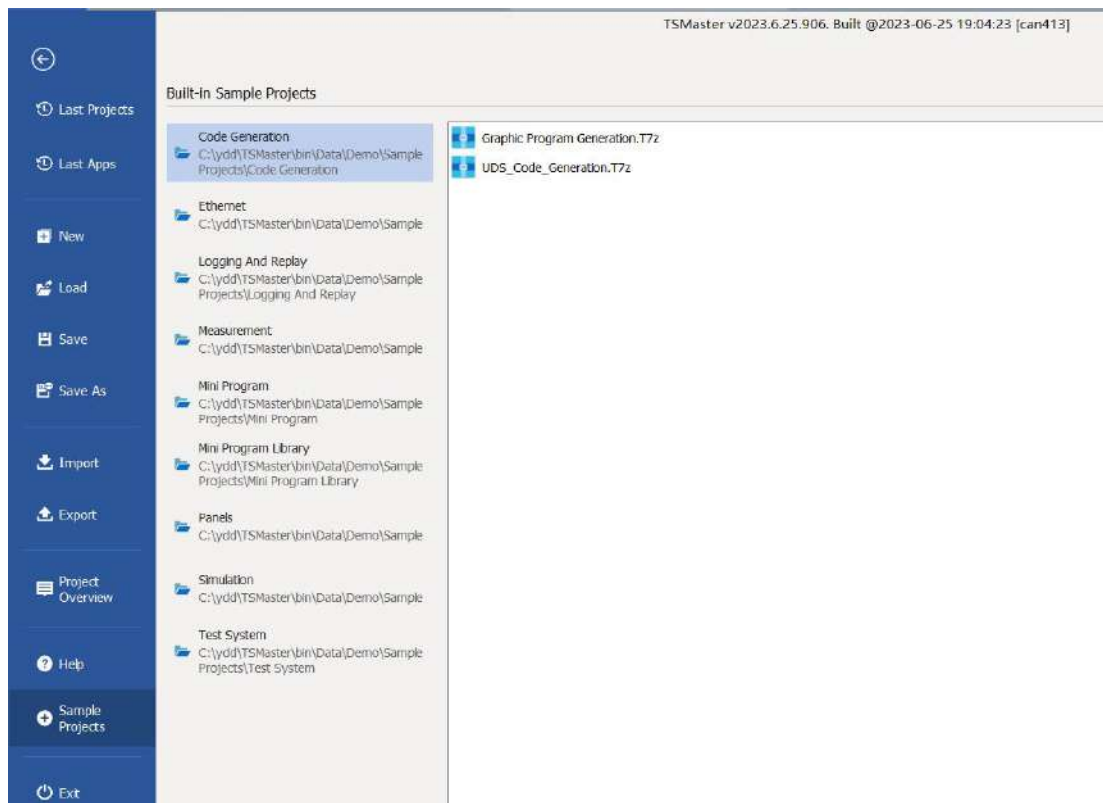 TSMaster v2023.6.25.906. Built @2023-06-25 19:04:23 [can413]
Last Projects
Last Apps
New
Load
Save
Save As
Import
Export
Project
Overview
Help
Sample
Projects
Exit
Built-in Sample Projects
Code Generation
C:\ydd\TSMaster\bin\Data\Demo\Sample
Projects\Code Generation
Ethernet
C:\ydd\TSMaster\bin\Data\Demo\Sample
Logging And Replay
C:\ydd\TSMaster\bin\Data\Demo\Sample
Projects\Logging And Replay
Measurement
C:\ydd\TSMaster\bin\Data\Demo\Sample
Mini Program
C:\ydd\TSMaster\bin\Data\Demo\Sample
Projects\Mini Program
Mini Program Library
C:\ydd\TSMaster\bin\Data\Demo\Sample
Projects\Mini Program Library
Panels
C:\ydd\TSMaster\bin\Data\Demo\Sample
Simulation
C:\ydd\TSMaster\bin\Data\Demo\Sample
Test System
C:\ydd\TSMaster\bin\Data\Demo\Sample
Projects\Test System
Graphic Program Generation.T7z
UDS_Code_Generation.T7z